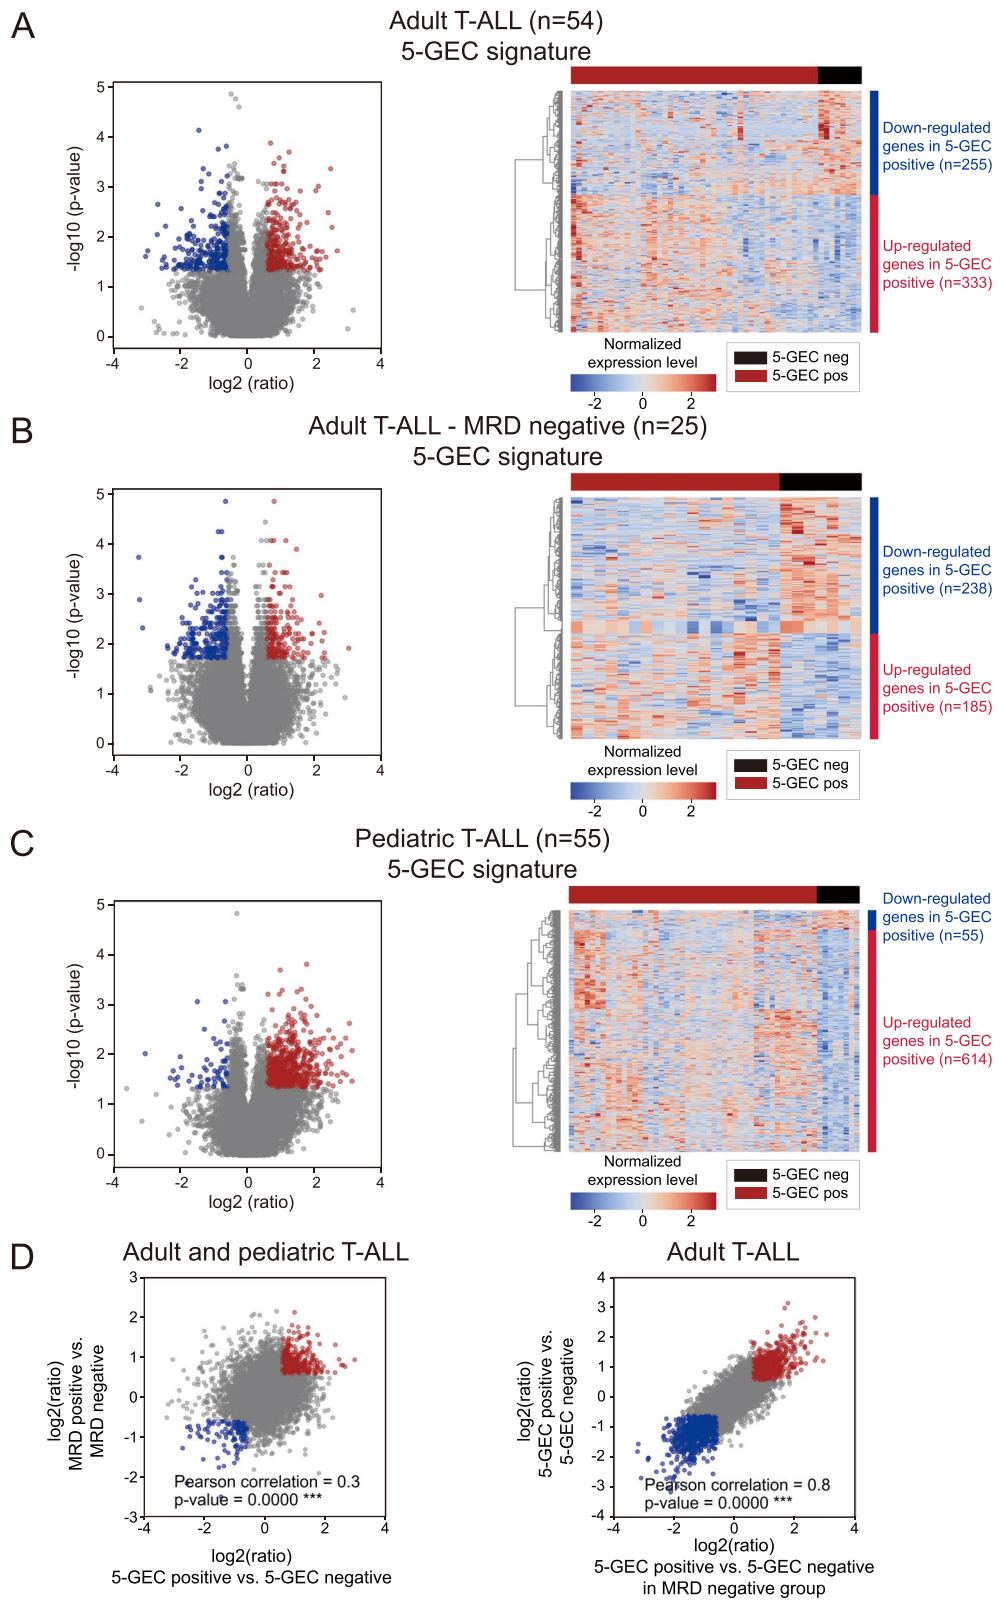 A
Adult T-ALL (n=54)
5-GEC signature
5
4
3
2
1
0
-log10 (p-value)
-4
-2
0
2
4
log2 (ratio)
Down-regulated
genes in 5-GEC
positive (n=255)
Up-regulated
genes in 5-GEC
positive (n=333)
Normalized
expression level
-2
0
2
5-GEC neg
5-GEC pos
B
Adult T-ALL - MRD negative (n=25)
5-GEC signature
5
4
3
2
1
0
-log10 (p-value)
-4
-2
0
2
4
log2 (ratio)
Down-regulated
genes in 5-GEC
positive (n=238)
Up-regulated
genes in 5-GEC
positive (n=185)
Normalized
expression level
-2
0
2
5-GEC neg
5-GEC pos
C
Pediatric T-ALL (n=55)
5-GEC signature
5
4
3
2
1
0
-log10 (p-value)
-4
-2
0
2
4
log2 (ratio)
Down-regulated
genes in 5-GEC
positive (n=55)
Up-regulated
genes in 5-GEC
positive (n=614)
Normalized
expression level
-2
0
2
5-GEC neg
5-GEC pos
D
Adult and pediatric T-ALL
3
2
1
0
-1
-2
-3
log2(ratio)
MRD positive vs.
MRD negative
Pearson correlation = 0.3
p-value = 0.0000 ***
-4
-2
0
2
4
log2(ratio)
5-GEC positive vs. 5-GEC negative
Adult T-ALL
4
3
2
1
0
-1
-2
-3
-4
log2(ratio)
5-GEC positive vs.
5-GEC negative
Pearson correlation = 0.8
p-value = 0.0000 ***
-4
-2
0
2
4
log2(ratio)
5-GEC positive vs. 5-GEC negative
in MRD negative group